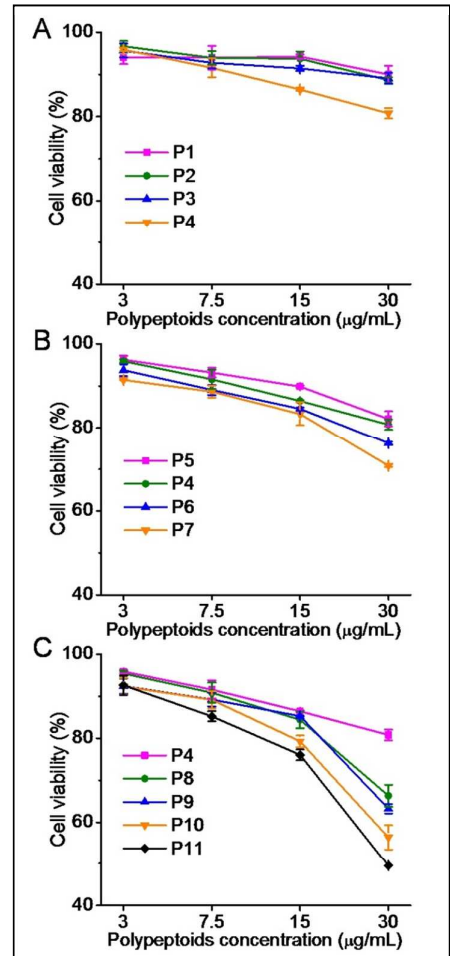 A
100
80
60
40
Cell viability (%)
P1
P2
P3
P4
3 7.5 15 30
Polypeptoids concentration (μg/mL)
B
100
80
60
40
Cell viability (%)
P5
P4
P6
P7
3 7.5 15 30
Polypeptoids concentration (μg/mL)
C
100
80
60
40
Cell viability (%)
P4
P8
P9
P10
P11
3 7.5 15 30
Polypeptoids concentration (μg/mL)